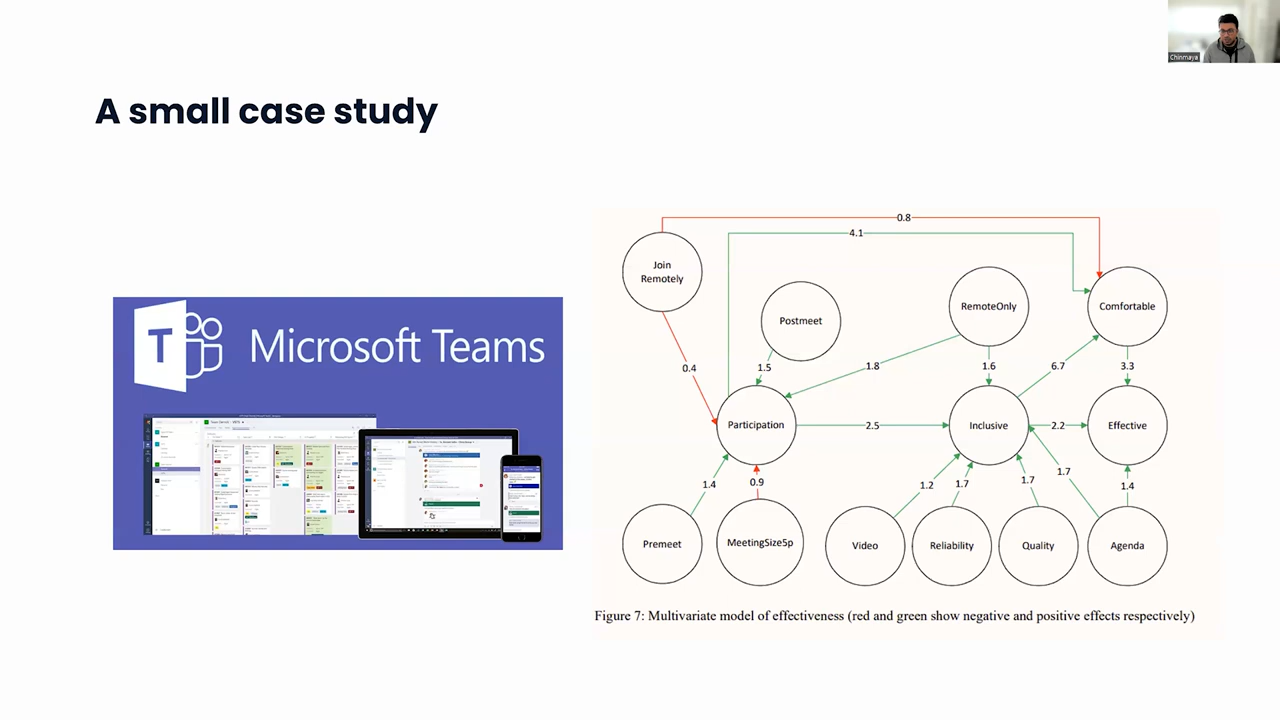 Chinmaya
A small case study
T
Microsoft Teams
0.8
4.1
Join
Remotely
Postmeet
RemoteOnly
Comfortable
0.4
1.5
1.8
1.6
6.7
3.3
Participation
2.5
Inclusive
2.2
Effective
1.4
0.9
1.2
1.7
1.7
1.7
1.4
Premeet
MeetingSize5p
Video
Reliability
Quality
Agenda
Figure 7: Multivariate model of effectiveness (red and green show negative and positive effects respectively)